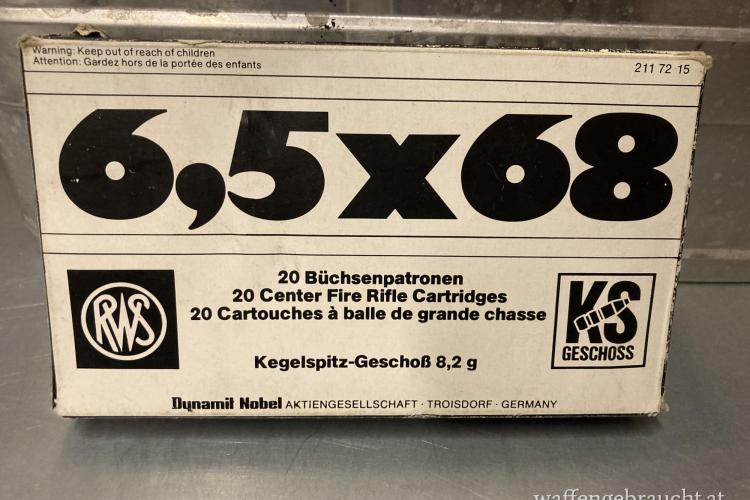 Warning: Keep out of reach of children
Attention: Gardez hors de la portée des enfants
211 72 15
6,5x68
20 Büchsenpatronen
20 Center Fire Rifle Cartridges
20 Cartouches à balle de grande chasse
RWS
KS
GESCHOSS
Kegelspitz-Geschoß 8,2 g
Dynamit Nobel AKTIENGESELLSCHAFT · TROISDORF · GERMANY
waffengebraucht.at